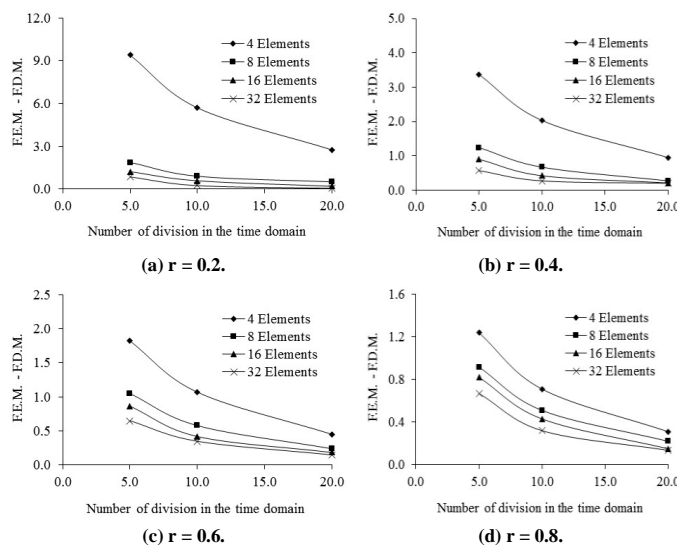 12.0
9.0
6.0
3.0
0.0
F.E.M. - F.D.M.
4 Elements
8 Elements
16 Elements
32 Elements
0.0 5.0 10.0 15.0 20.0
Number of division in the time domain
(a) r = 0.2.
5.0
4.0
3.0
2.0
1.0
0.0
F.E.M. - F.D.M.
4 Elements
8 Elements
16 Elements
32 Elements
0.0 5.0 10.0 15.0 20.0
Number of division in the time domain
(b) r = 0.4.
2.5
2.0
1.5
1.0
0.5
0.0
F.E.M. - F.D.M.
4 Elements
8 Elements
16 Elements
32 Elements
0.0 5.0 10.0 15.0 20.0
Number of division in the time domain
(c) r = 0.6.
1.6
1.2
0.8
0.4
0.0
F.E.M. - F.D.M.
4 Elements
8 Elements
16 Elements
32 Elements
0.0 5.0 10.0 15.0 20.0
Number of division in the time domain
(d) r = 0.8.